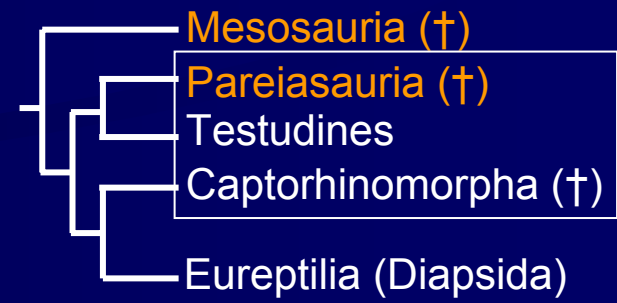 Mesosauria (†)
Pareiasauria (†)
Testudines
Captorhinomorpha (†)
Eureptilia (Diapsida)